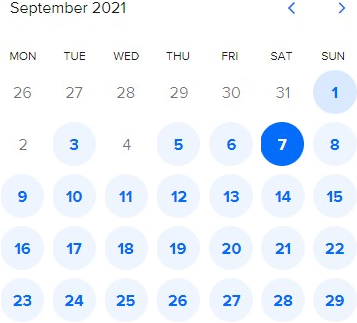 September 2021
MON TUE WED THU FRI SAT SUN
26 27 28 29 30 31 1
2 3 4 5 6 7 8
9 10 11 12 13 14 15
16 17 18 19 20 21 22
23 24 25 26 27 28 29